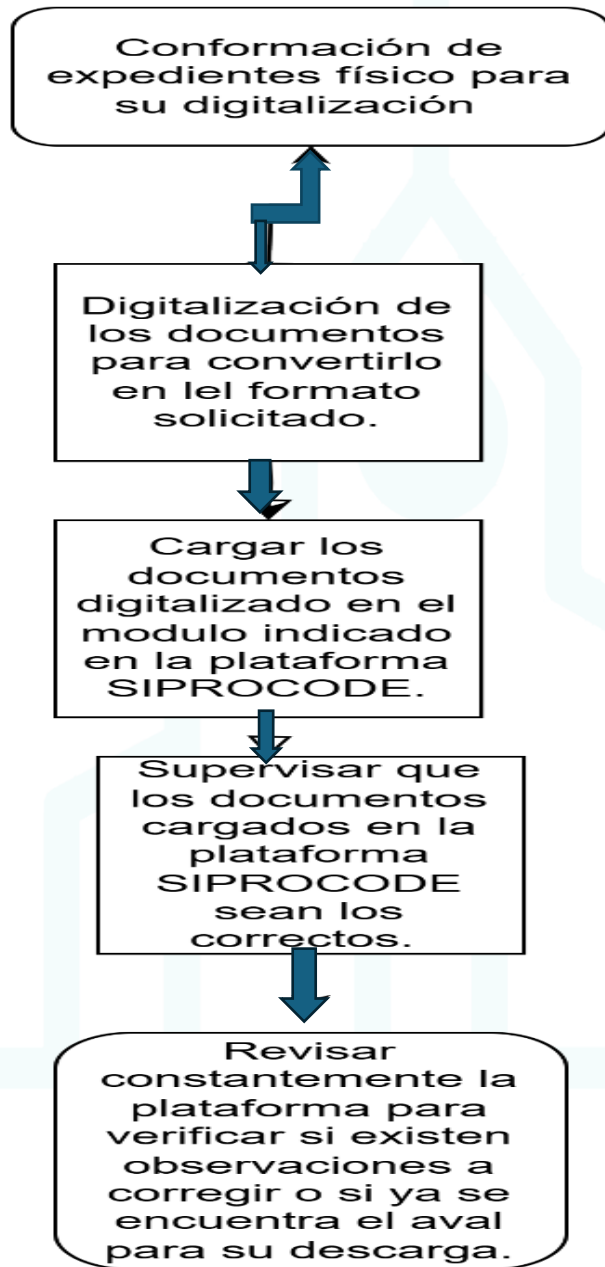 Conformación de
expedientes físico para
su digitalización
Digitalización de
los documentos
para convertirlo
en lel formato
solicitado.
Cargar los
documentos
digitalizado en el
modulo indicado
en la plataforma
SIPROCODE.
Supervisar que
los documentos
cargados en la
plataforma
SIPROCODE
sean los
correctos.
Revisar
constantemente la
plataforma para
verificar si existen
observaciones a
corregir o si ya se
encuentra el aval
para su descarga.